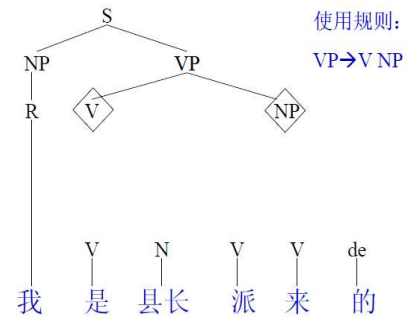 S
使用规则：
NP VP
VP→V NP
R V NP
V N V V de
我 是 县长 派 来 的